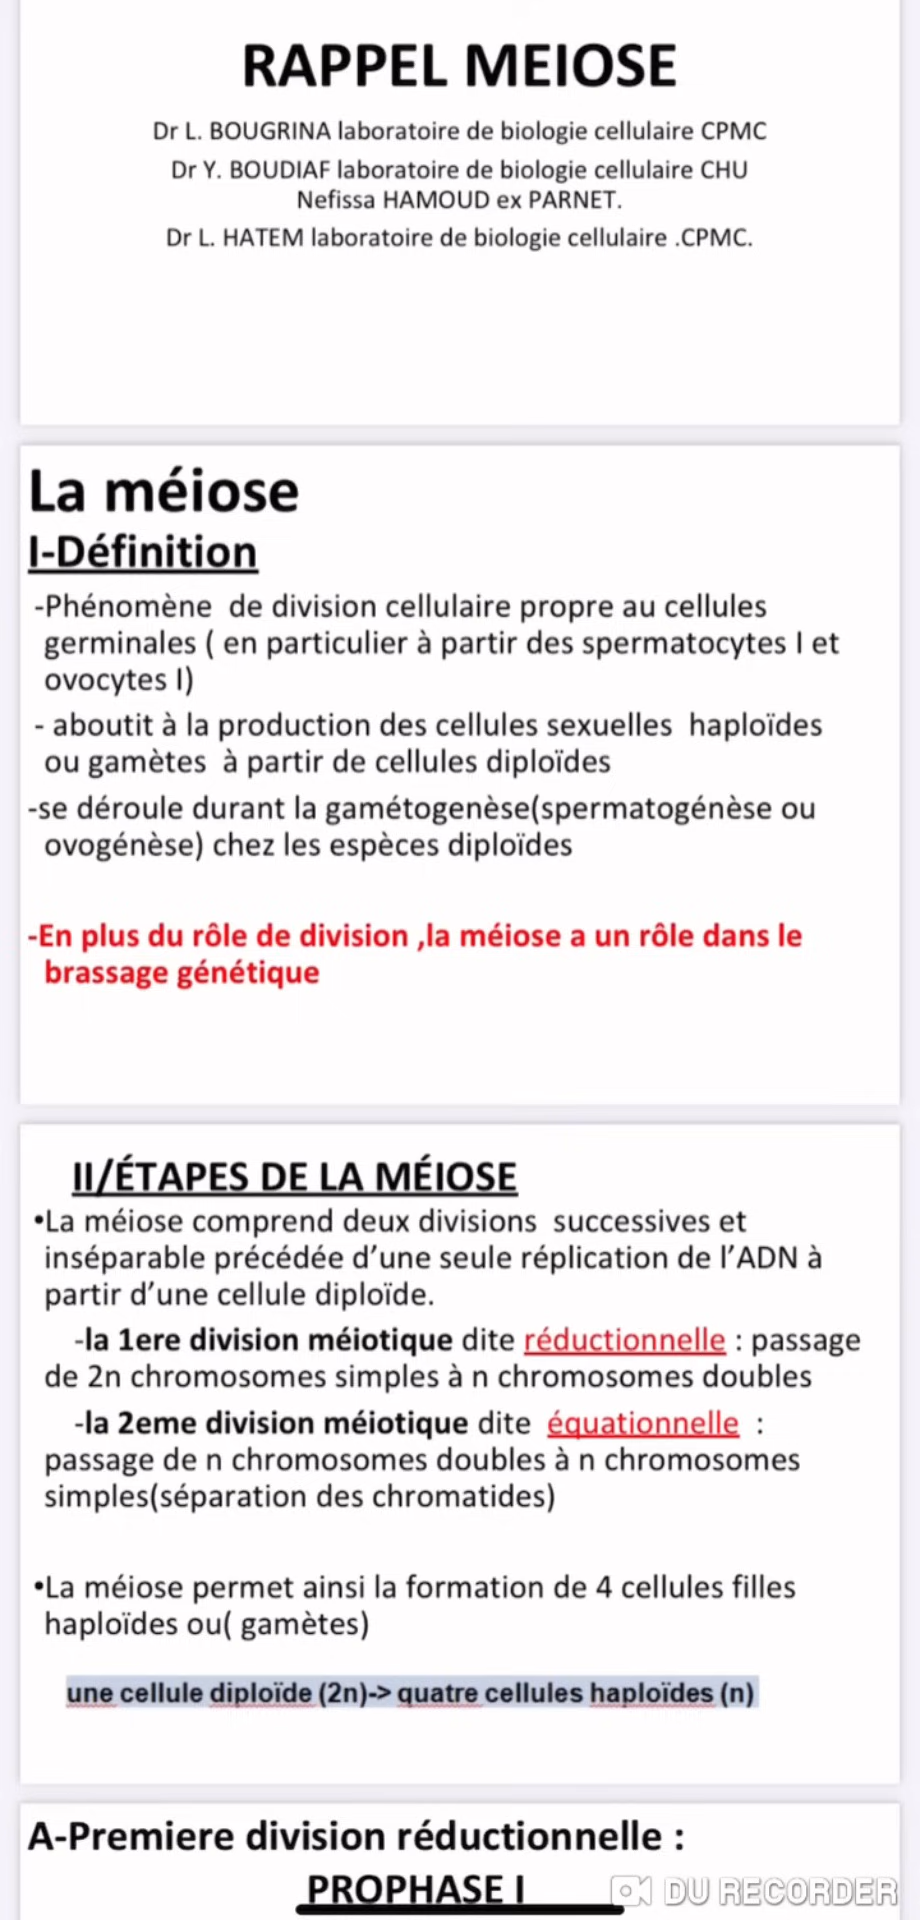 RAPPEL MEIOSE
Dr L. BOUGRINA laboratoire de biologie cellulaire CPMC
Dr Y. BOUDIAF laboratoire de biologie cellulaire CHU
Nefissa HAMOUD ex PARNET.
Dr L. HATEM laboratoire de biologie cellulaire .CPMC.
La méiose
I-Définition
-Phénomène de division cellulaire propre au cellules
germinales ( en particulier à partir des spermatocytes I et
ovocytes I)
- aboutit à la production des cellules sexuelles haploïdes
ou gamètes à partir de cellules diploïdes
-se déroule durant la gamétogenèse(spermatogénèse ou
ovogénèse) chez les espèces diploïdes
-En plus du rôle de division ,la méiose a un rôle dans le
brassage génétique
II/ÉTAPES DE LA MÉIOSE
•La méiose comprend deux divisions successives et
inséparable précédée d’une seule réplication de l’ADN à
partir d’une cellule diploïde.
-la 1ere division méiotique dite réductionnelle : passage
de 2n chromosomes simples à n chromosomes doubles
-la 2eme division méiotique dite équationnelle :
passage de n chromosomes doubles à n chromosomes
simples(séparation des chromatides)
•La méiose permet ainsi la formation de 4 cellules filles
haploïdes ou( gamètes)
une cellule diploïde (2n)-> quatre cellules haploïdes (n)
A-Premiere division réductionnelle :
PROPHASE I
DU RECORDER